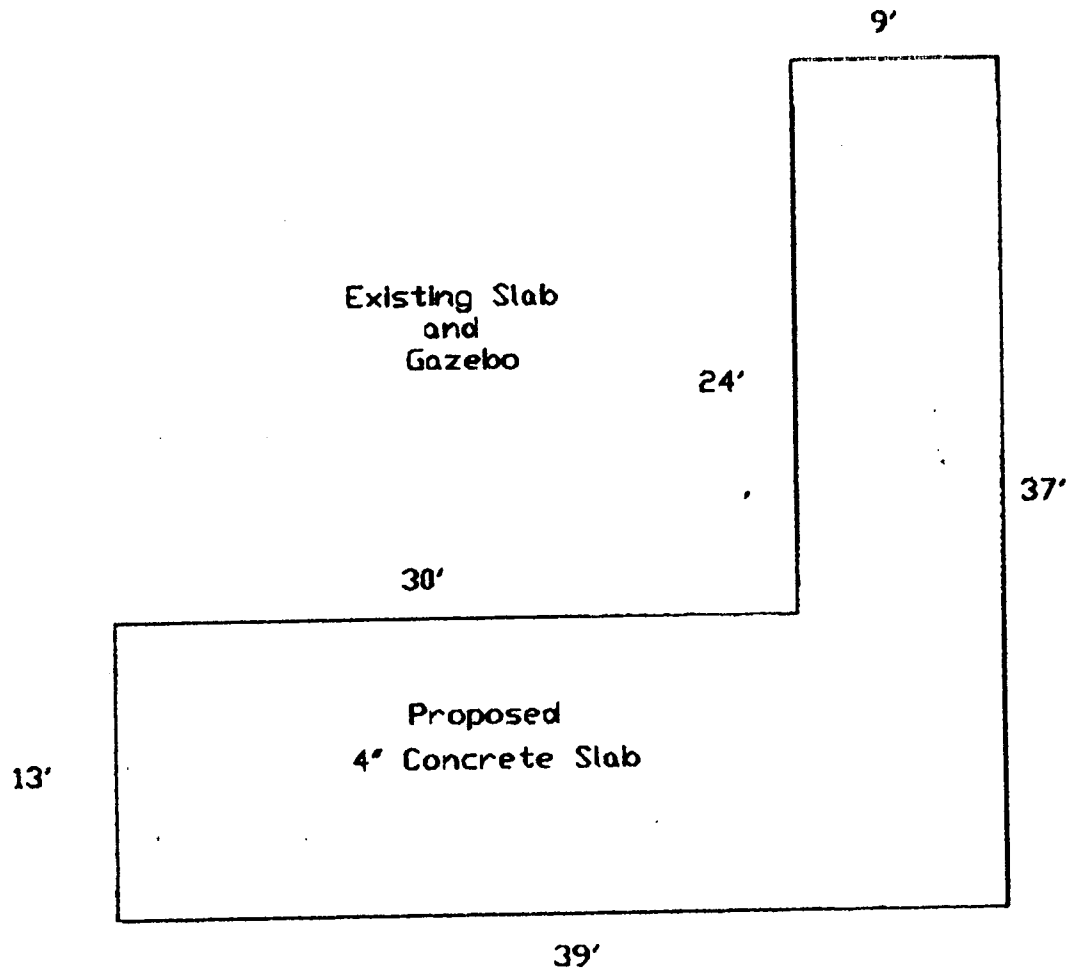 9'
Existing Slab
and
Gazebo
24'
37'
30'
Proposed
4" Concrete Slab
13'
39'